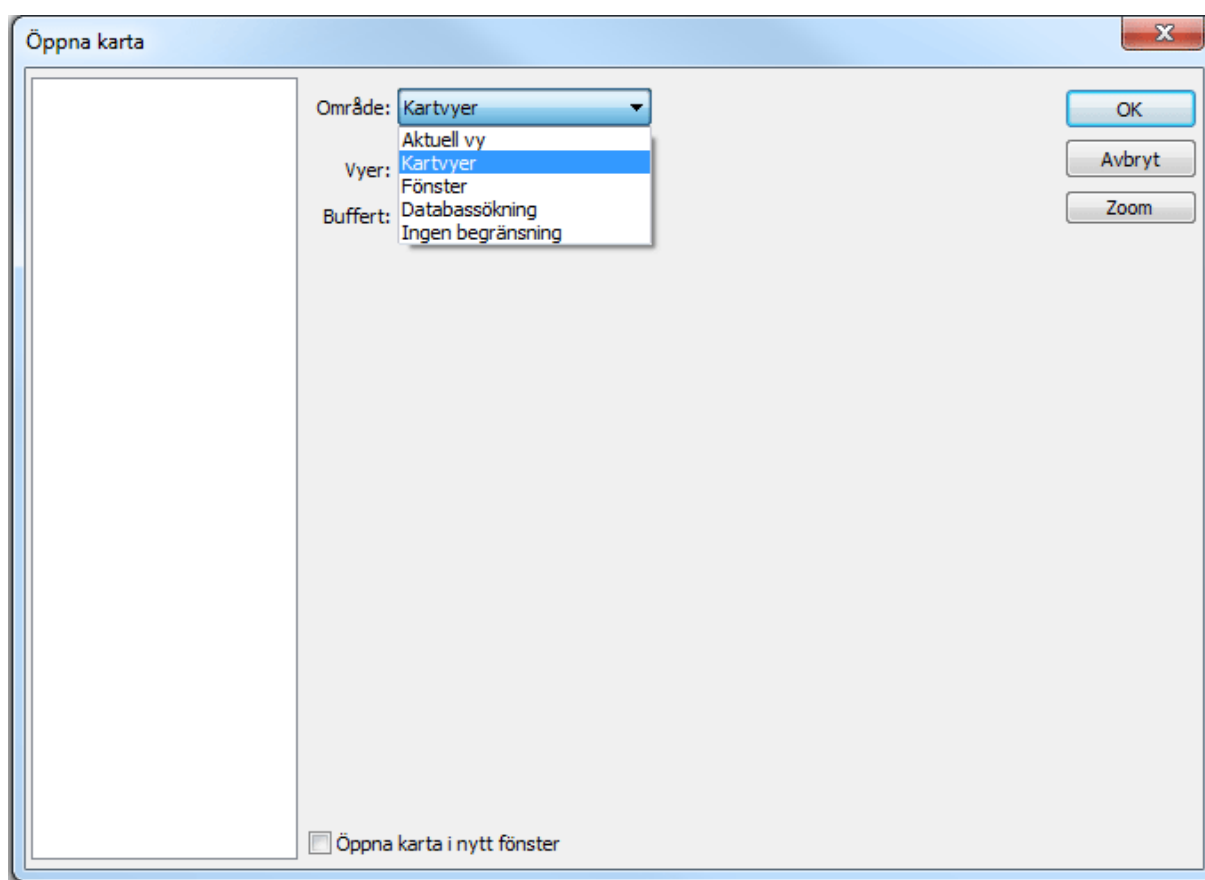 Öppna karta
Område: Kartvyer
Aktuell vy
Kartvyer
Fönster
Databassökning
Ingen begränsning
Vyer:
Buffert:
OK
Avbryt
Zoom
Öppna karta i nytt fönster